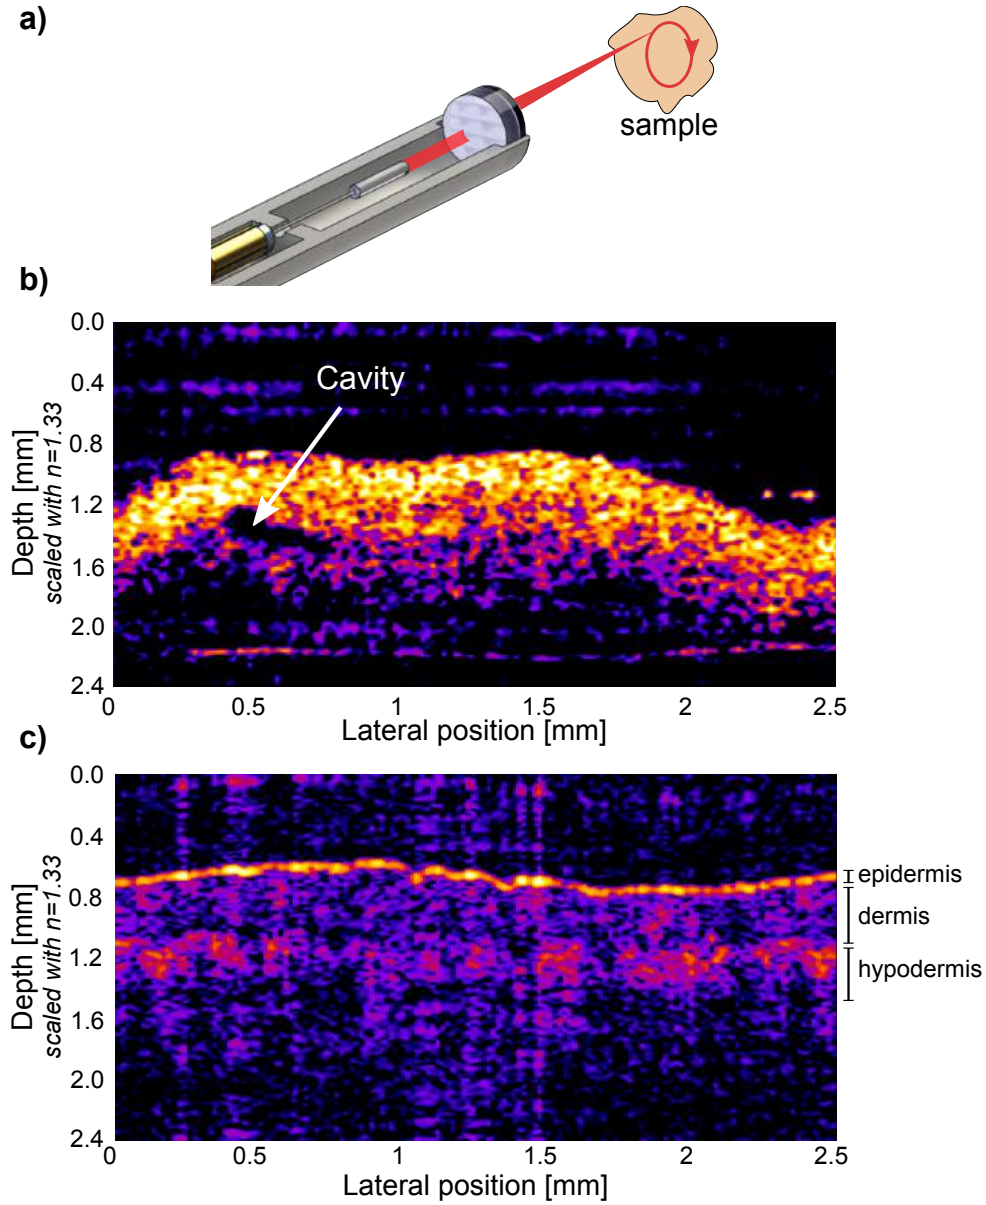 a)
sample
b)
0.0
0.4
0.8
1.2
1.6
2.0
2.4
Depth [mm]
scaled with n=1.33
Cavity
0 0.5 1 1.5 2 2.5
Lateral position [mm]
c)
0.0
0.4
0.8
1.2
1.6
2.0
2.4
Depth [mm]
scaled with n=1.33
epidermis
dermis
hypodermis
0 0.5 1 1.5 2 2.5
Lateral position [mm]